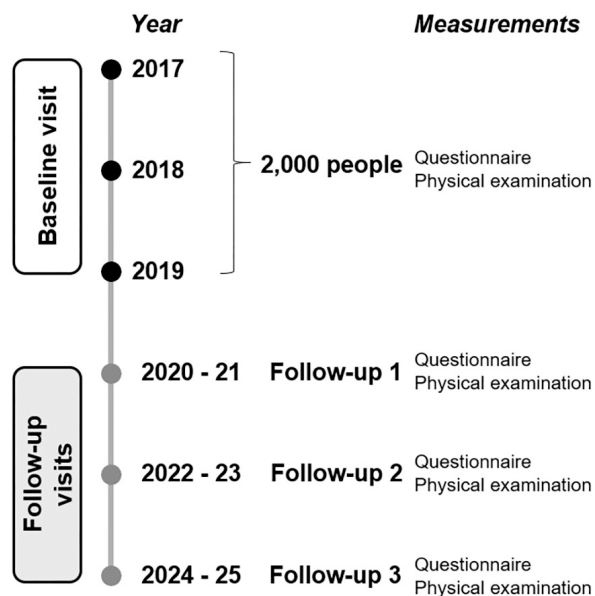 Year
Measurements
Baseline visit
2017
2018
2019
2,000 people
Questionnaire
Physical examination
Follow-up
visits
2020 - 21
Follow-up 1
Questionnaire
Physical examination
2022 - 23
Follow-up 2
Questionnaire
Physical examination
2024 - 25
Follow-up 3
Questionnaire
Physical examination